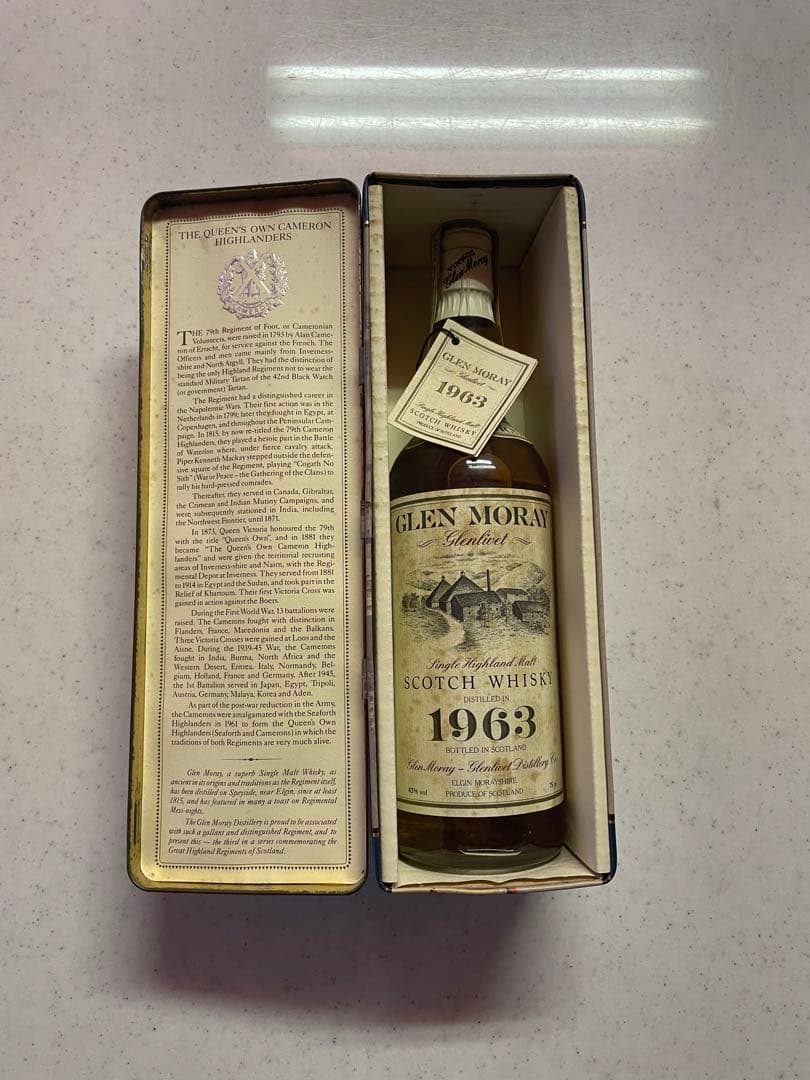 THE QUEEN'S OWN CAMERON
HIGHLANDERS
CAMERON
THE 79th Regiment of Foot, or Cameronian
Volunteers, were raised in 1793 by Alan Came-
ron of Erracht, for service against the French. The
Officers and men came mainly from Inverness-
shire and North Argyll. They had the distinction of
being the only Highland Regiment not to wear the
standard Military Tartan of the 42nd Black Watch
(or government) Tartan.
The Regiment had a distinguished career in
the Napoleonic Wars. Their first action was in the
Netherlands in 1799; later they fought in Egypt, at
Copenhagen, and throughout the Peninsular Cam-
paign. In 1815, by now re-titled the 79th Cameron
Highlanders, they played a heroic part in the Battle
of Waterloo where, under fierce cavalry attack,
Piper Kenneth Mackay stepped outside the defen-
sive square of the Regiment, playing "Cogath No
Sith" (War or Peace – the Gathering of the Clans) to
rally his hard-pressed comrades.
Thereafter, they served in Canada, Gibraltar,
the Crimean and Indian Mutiny Campaigns, and
were subsequently stationed in India, including
the Northwest Frontier, until 1871.
In 1873, Queen Victoria honoured the 79th
with the title "Queen's Own", and in 1881 they
became "The Queen's Own Cameron High-
landers" and were given the territorial recruiting
areas of Inverness-shire and Nairn, with the Regi-
mental Depot at Inverness. They served from 1881
to 1914 in Egypt and the Sudan, and took part in the
Relief of Khartoum. Their first Victoria Cross was
gained in action against the Boers.
During the First World War, 13 battalions were
raised. The Camerons fought with distinction in
Flanders, France, Macedonia and the Balkans.
Three Victoria Crosses were gained at Loos and the
Aisne. During the 1939-45 War, the Camerons
fought in India, Burma, North Africa and the
Western Desert, Eritrea, Italy, Normandy, Bel-
gium, Holland, France and Germany. After 1945,
the 1st Battalion served in Japan, Egypt, Tripoli,
Austria, Germany, Malaya, Korea and Aden.
As part of the post-war reduction in the Army,
the Camerons were amalgamated with the Seaforth
Highlanders in 1961 to form the Queen's Own
Highlanders (Seaforth and Camerons) in which the
traditions of both Regiments are very much alive.
Glen Moray, a superb Single Malt Whisky, as
ancient in its origins and traditions as the Regiment itself,
has been distilled on Speyside, near Elgin, since at least
1815, and has featured in many a toast on Regimental
Mess-nights.
The Glen Moray Distillery is proud to be associated
with such a gallant and distinguished Regiment, and to
present this — the third in a series commemorating the
Great Highland Regiments of Scotland.
Glen Moray
GLEN MORAY
Glenlivet
1963
Single Highland Malt
SCOTCH WHISKY
PRODUCE OF SCOTLAND
GLEN MORAY
Glenlivet
Single Highland Malt
SCOTCH WHISKY
DISTILLED IN
1963
BOTTLED IN SCOTLAND
Glen Moray – Glenlivet Distillery Co
ELGIN MORAYSHIRE
43% vol PRODUCE OF SCOTLAND 75 cl